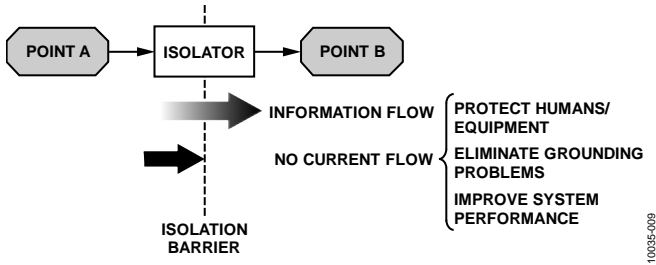 POINT A
ISOLATOR
POINT B
INFORMATION FLOW
NO CURRENT FLOW
PROTECT HUMANS/
EQUIPMENT
ELIMINATE GROUNDING
PROBLEMS
IMPROVE SYSTEM
PERFORMANCE
ISOLATION
BARRIER
10035-009